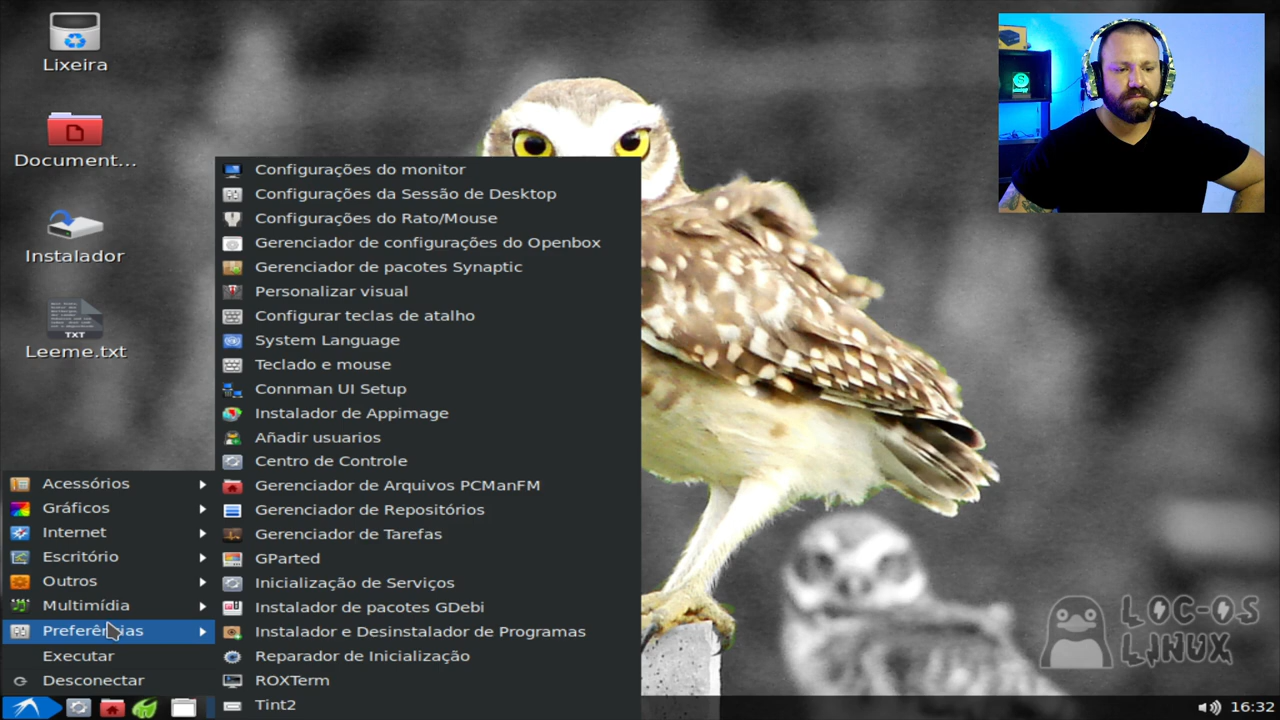 Lixeira
Document...
Instalador
TXT
Leeme.txt
Configurações do monitor
Configurações da Sessão de Desktop
Configurações do Rato/Mouse
Gerenciador de configurações do Openbox
Gerenciador de pacotes Synaptic
Personalizar visual
Configurar teclas de atalho
System Language
Teclado e mouse
Connman UI Setup
Instalador de Appimage
Añadir usuarios
Centro de Controle
Gerenciador de Arquivos PCManFM
Gerenciador de Repositórios
Gerenciador de Tarefas
GParted
Inicialização de Serviços
Instalador de pacotes GDebi
Instalador e Desinstalador de Programas
Reparador de Inicialização
ROXTerm
Tint2
Acessórios
Gráficos
Internet
Escritório
Outros
Multimídia
Preferências
Executar
Desconectar
LOC-OS
LINUX
16:32